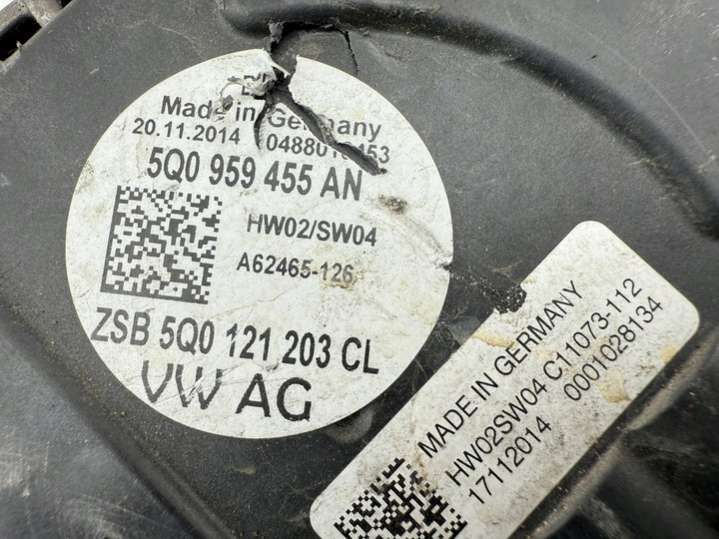 Made in Germany
20.11.2014
5Q0 959 455 AN
HW02/SW04
A62465-126
ZSB 5Q0 121 203 CL
VW AG
MADE IN GERMANY
HW02SW04 C11073-112
17112014 0001028134